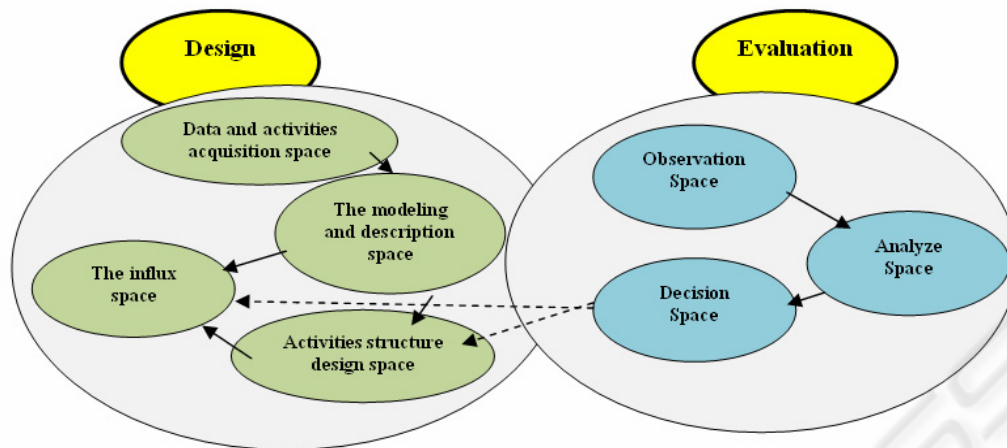 Design
Evaluation
Data and activities
acquisition space
The modeling
and description
space
The influx
space
Activities structure
design space
Observation
Space
Analyze
Space
Decision
Space